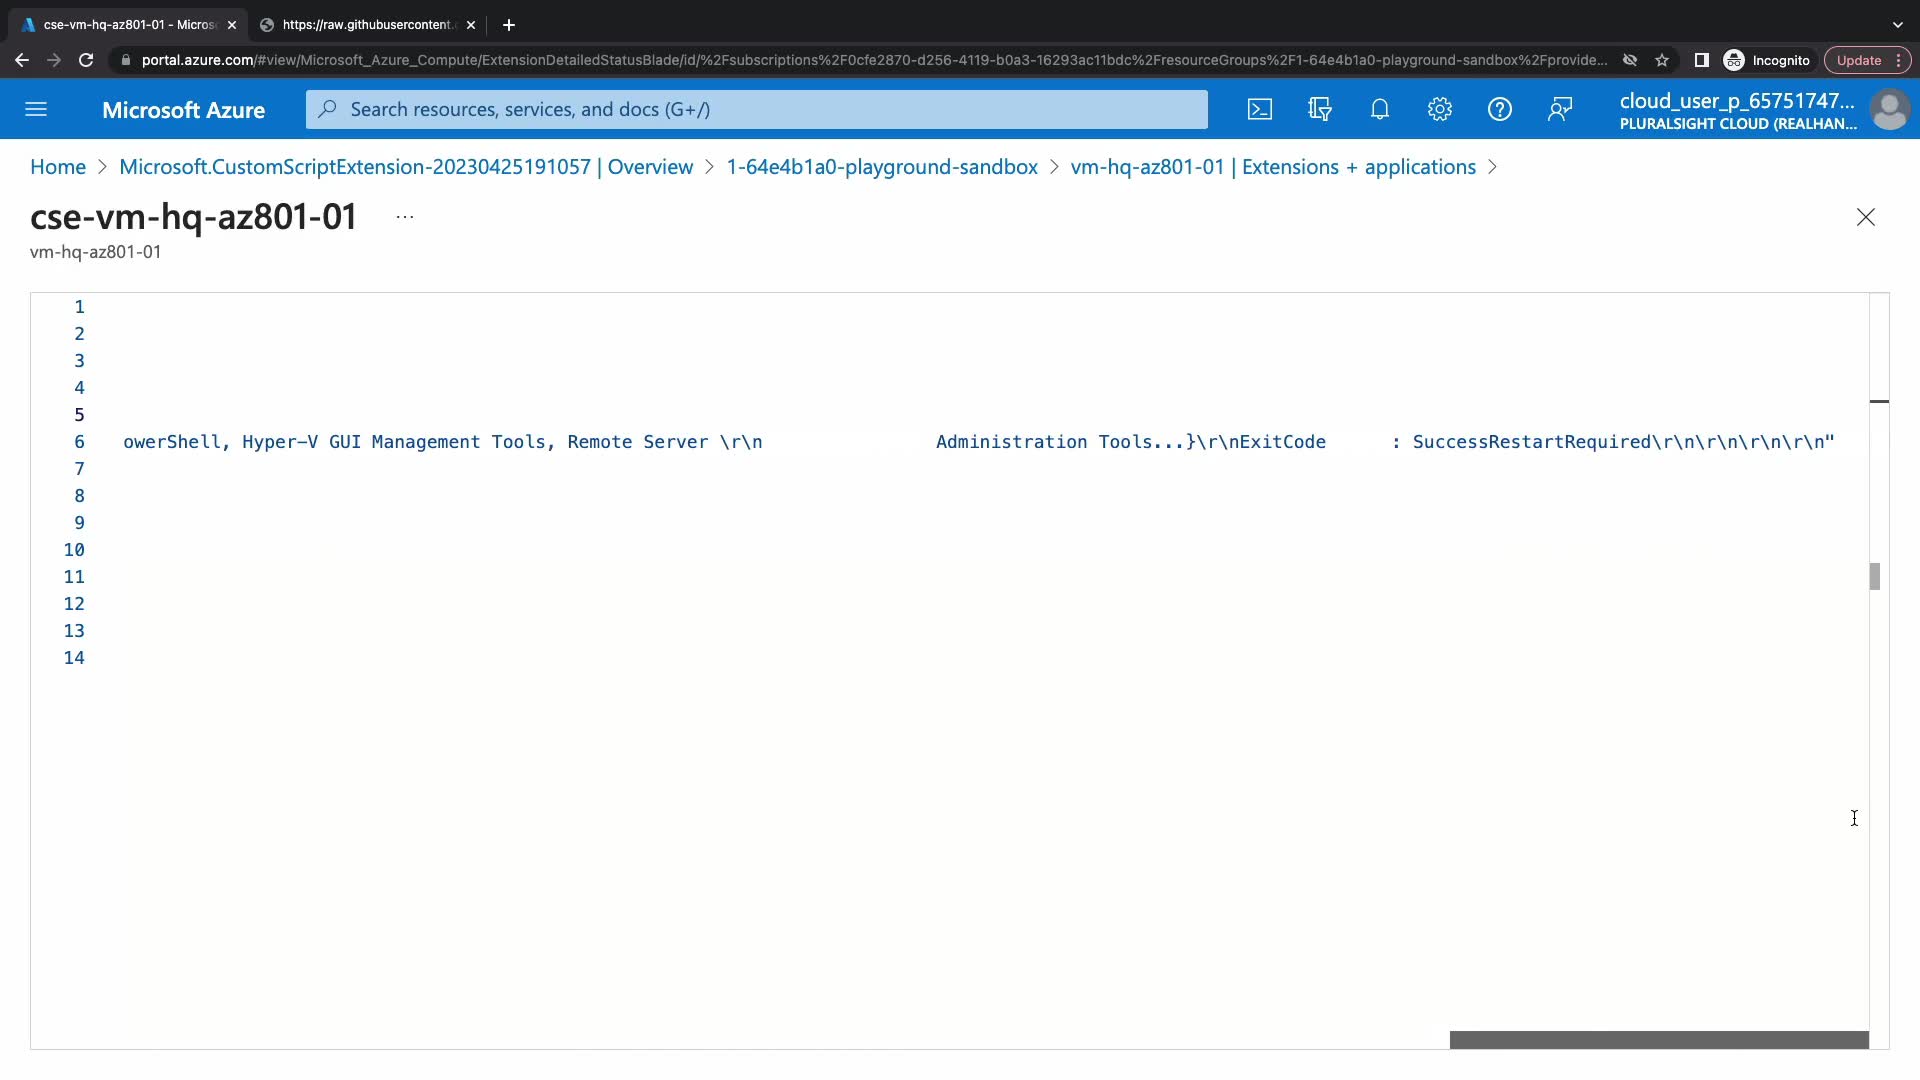 cse-vm-hq-az801-01 - Micros
https://raw.githubusercontent.c
portal.azure.com/#view/Microsoft_Azure_Compute/ExtensionDetailedStatusBlade/id/%2Fsubscriptions%2F0cfe2870-d256-4119-b0a3-16293ac11bdc%2FresourceGroups%2F1-64e4b1a0-playground-sandbox%2Fprovide...
Incognito
Update
Microsoft Azure
Search resources, services, and docs (G+/)
cloud_user_p_65751747...
PLURALSIGHT CLOUD (REALHAN...
Home > Microsoft.CustomScriptExtension-20230425191057 | Overview > 1-64e4b1a0-playground-sandbox > vm-hq-az801-01 | Extensions + applications >
cse-vm-hq-az801-01 ...
vm-hq-az801-01
1
2
3
4
5
6 owerShell, Hyper-V GUI Management Tools, Remote Server \r\n Administration Tools...}\r\nExitCode : SuccessRestartRequired\r\n\r\n\r\n\r\n"
7
8
9
10
11
12
13
14